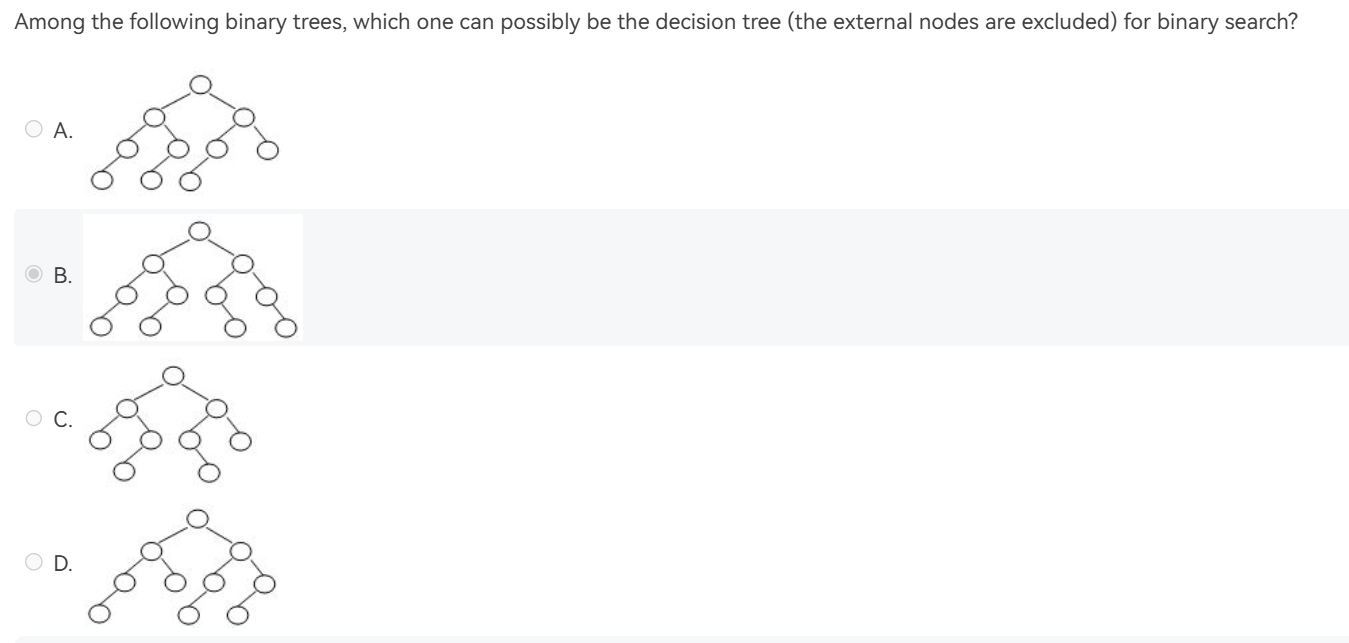 Among the following binary trees, which one can possibly be the decision tree (the external nodes are excluded) for binary search?
A.
B.
C.
D.